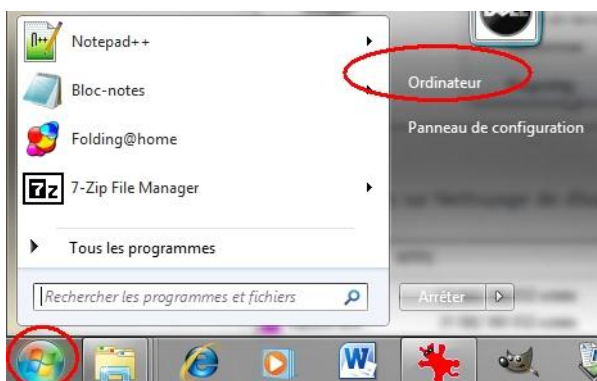 DELL
Notepad++
Bloc-notes
Folding@home
7-Zip File Manager
Tous les programmes
Rechercher les programmes et fichiers
Ordinateur
Panneau de configuration
Arrêter